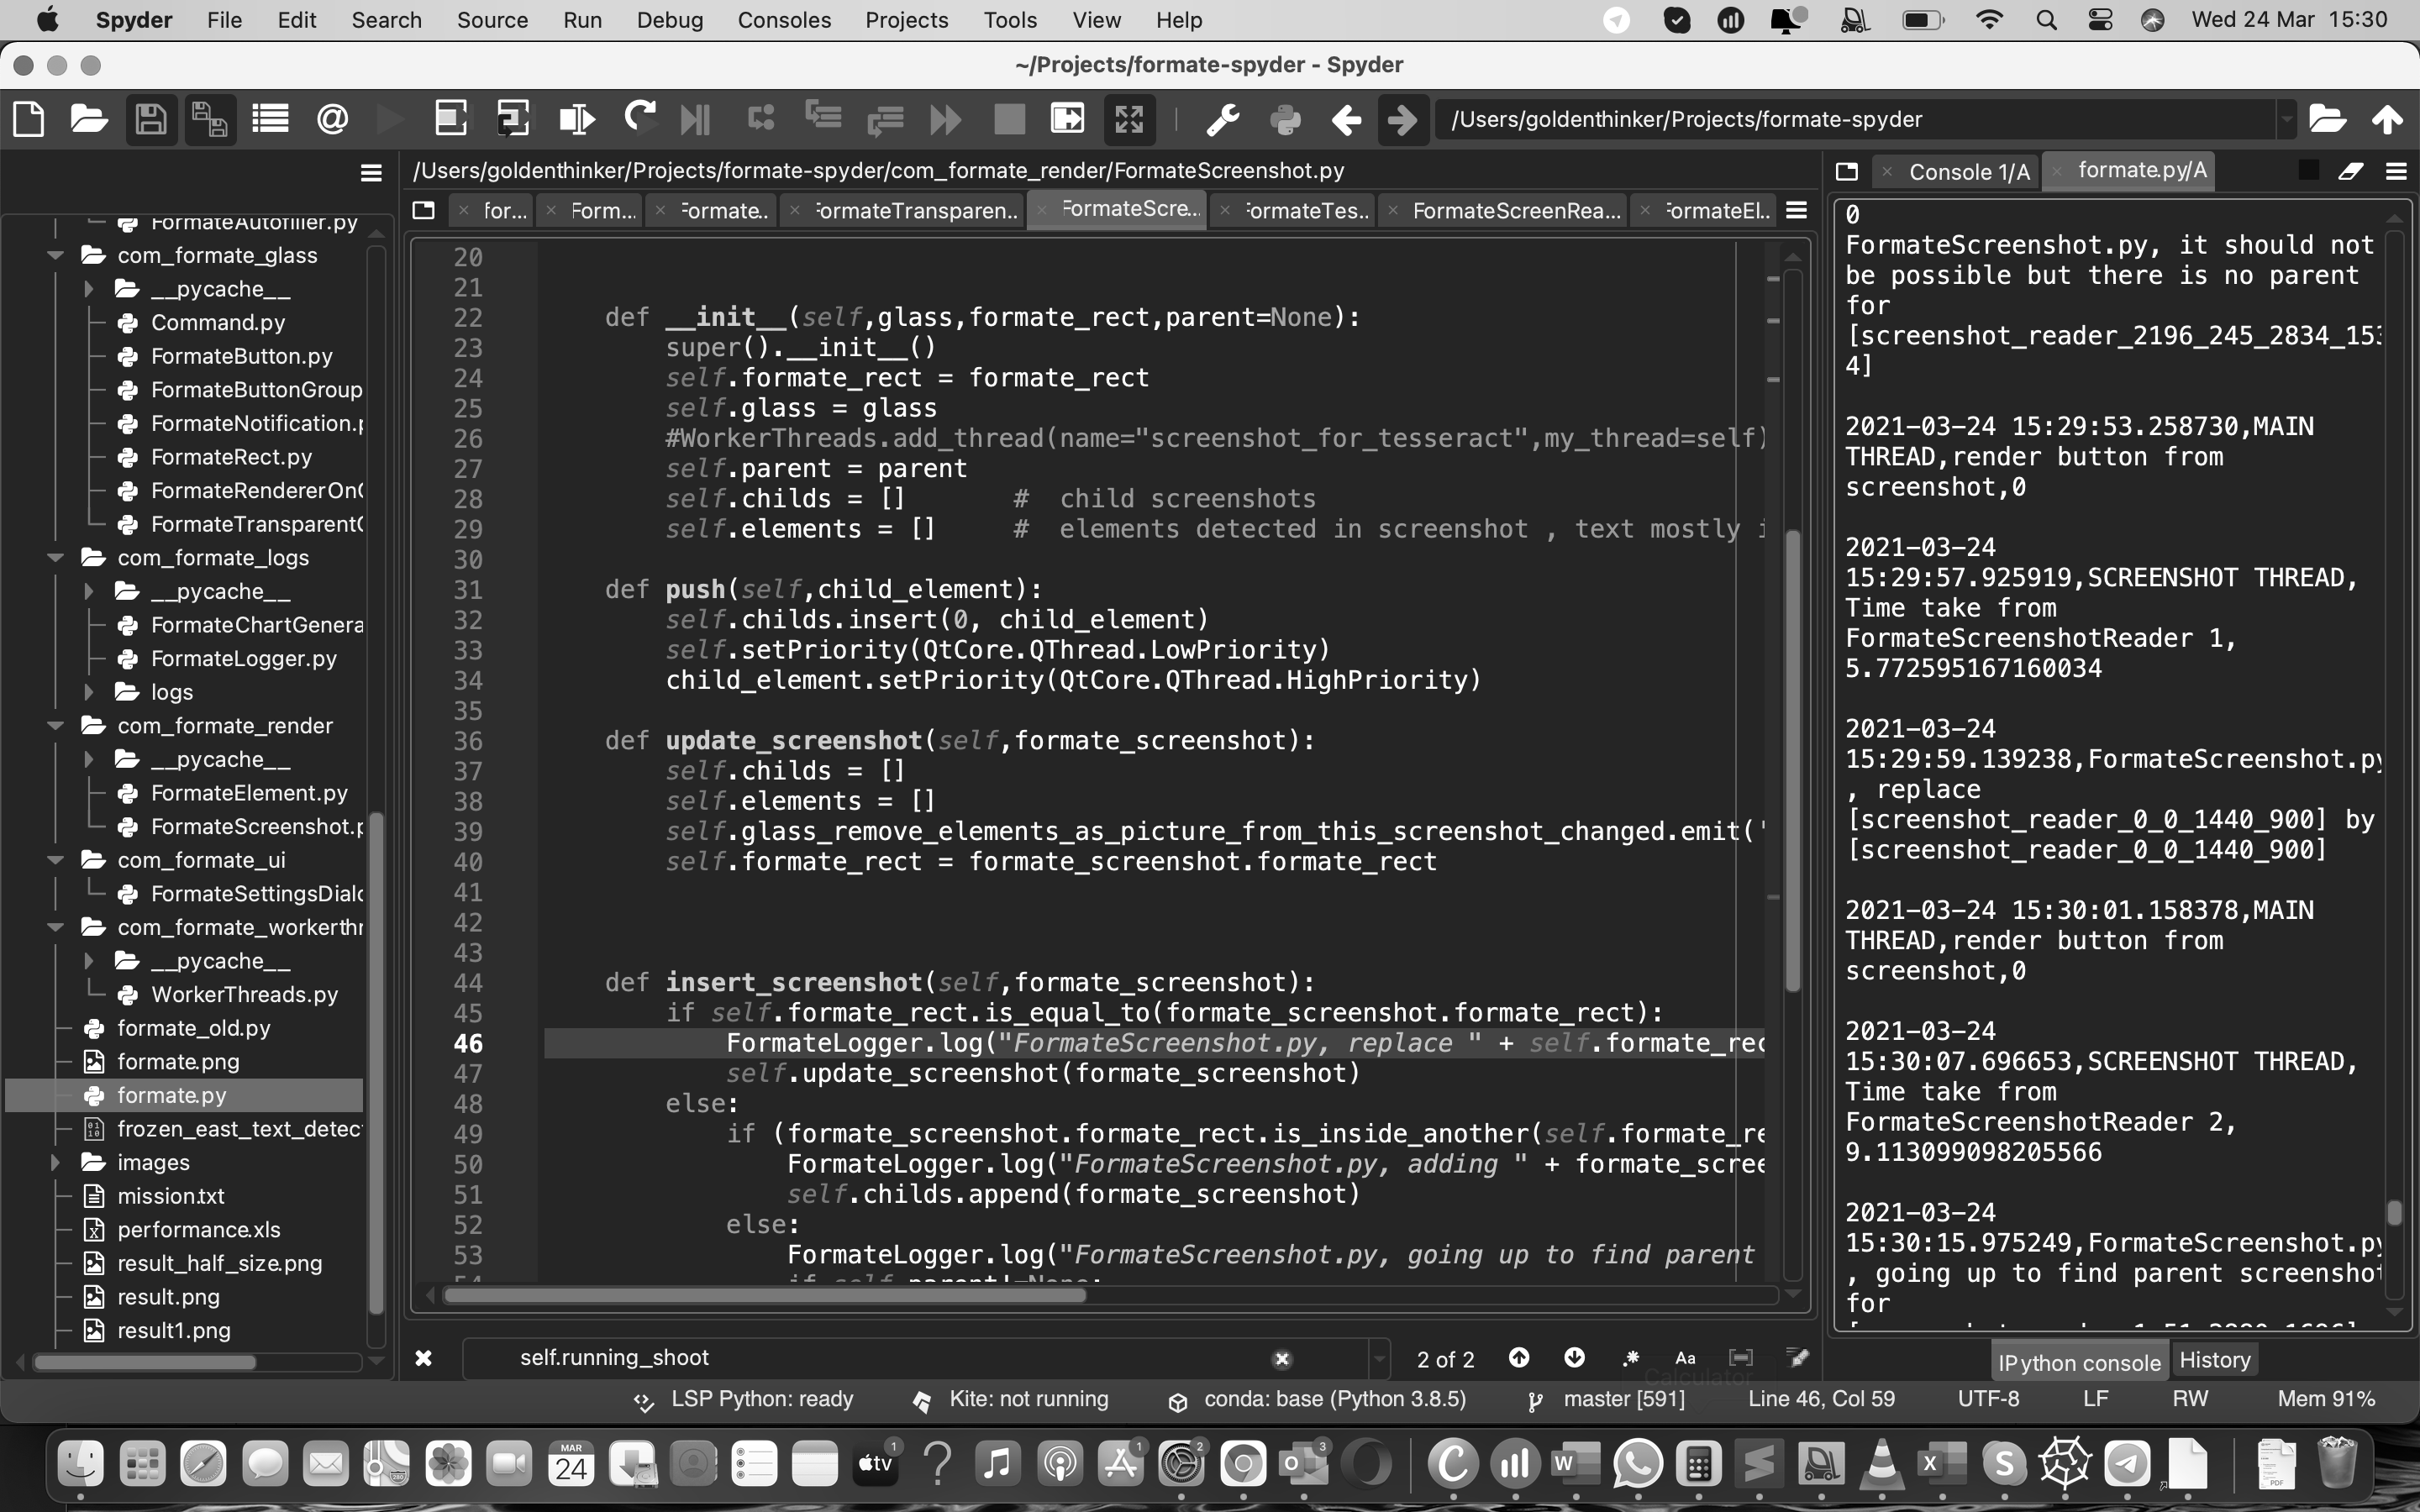 Spyder File Edit Search Source Run Debug Consoles Projects Tools View Help Wed 24 Mar 15:30
~/Projects/formate-spyder - Spyder
/Users/goldenthinker/Projects/formate-spyder
FormateAutofiller.py
com_formate_glass
__pycache__
Command.py
FormateButton.py
FormateButtonGroup
FormateNotification.p
FormateRect.py
FormateRendererOn
FormateTransparent
com_formate_logs
__pycache__
FormateChartGenera
FormateLogger.py
logs
com_formate_render
__pycache__
FormateElement.py
FormateScreenshot.p
com_formate_ui
FormateSettingsDial
com_formate_workerthr
__pycache__
WorkerThreads.py
formate_old.py
formate.png
formate.py
frozen_east_text_detec
images
mission.txt
performance.xls
result_half_size.png
result.png
result1.png
/Users/goldenthinker/Projects/formate-spyder/com_formate_render/FormateScreenshot.py
for... Form... Formate.. FormateTransparen.. FormateScre... FormateTes.. FormateScreenRea... FormateEl..
20
21
22 def __init__(self,glass,formate_rect,parent=None):
23 super().__init__()
24 self.formate_rect = formate_rect
25 self.glass = glass
26 #WorkerThreads.add_thread(name="screenshot_for_tesseract",my_thread=self)
27 self.parent = parent
28 self.childs = [] # child screenshots
29 self.elements = [] # elements detected in screenshot , text mostly i
30
31 def push(self,child_element):
32 self.childs.insert(0, child_element)
33 self.setPriority(QtCore.QThread.LowPriority)
34 child_element.setPriority(QtCore.QThread.HighPriority)
35
36 def update_screenshot(self,formate_screenshot):
37 self.childs = []
38 self.elements = []
39 self.glass_remove_elements_as_picture_from_this_screenshot_changed.emit('
40 self.formate_rect = formate_screenshot.formate_rect
41
42
43
44 def insert_screenshot(self,formate_screenshot):
45 if self.formate_rect.is_equal_to(formate_screenshot.formate_rect):
46 FormateLogger.log("FormateScreenshot.py, replace " + self.formate_rec
47 self.update_screenshot(formate_screenshot)
48 else:
49 if (formate_screenshot.formate_rect.is_inside_another(self.formate_re
50 FormateLogger.log("FormateScreenshot.py, adding " + formate_scree
51 self.childs.append(formate_screenshot)
52 else:
53 FormateLogger.log("FormateScreenshot.py, going up to find parent
54 if self.parent!=None:
self.running_shoot 2 of 2 Aa
Calculator
Console 1/A formate.py/A
0
FormateScreenshot.py, it should not
be possible but there is no parent
for
[screenshot_reader_2196_245_2834_153
4]
2021-03-24 15:29:53.258730,MAIN
THREAD,render button from
screenshot,0
2021-03-24
15:29:57.925919,SCREENSHOT THREAD,
Time take from
FormateScreenshotReader 1,
5.772595167160034
2021-03-24
15:29:59.139238,FormateScreenshot.py
, replace
[screenshot_reader_0_0_1440_900] by
[screenshot_reader_0_0_1440_900]
2021-03-24 15:30:01.158378,MAIN
THREAD,render button from
screenshot,0
2021-03-24
15:30:07.696653,SCREENSHOT THREAD,
Time take from
FormateScreenshotReader 2,
9.113099098205566
2021-03-24
15:30:15.975249,FormateScreenshot.py
, going up to find parent screenshot
for
IPython console History
LSP Python: ready Kite: not running conda: base (Python 3.8.5) master [591] Line 46, Col 59 UTF-8 LF RW Mem 91%
MAR
24
tv 1
1
2
3
PDF